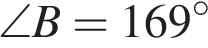 ∠B = 169°